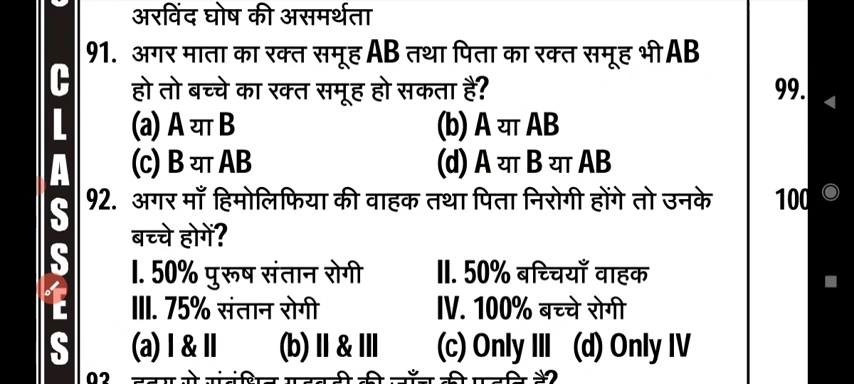 अरविंद घोष की असमर्थता
91. अगर माता का रक्त समूह AB तथा पिता का रक्त समूह भी AB
हो तो बच्चे का रक्त समूह हो सकता है?
(a) A या B (b) A या AB
(c) B या AB (d) A या B या AB
92. अगर माँ हिमोलिफिया की वाहक तथा पिता निरोगी होंगे तो उनके
बच्चे होगें?
I. 50% पुरूष संतान रोगी II. 50% बच्चियाँ वाहक
III. 75% संतान रोगी IV. 100% बच्चे रोगी
(a) I & II (b) II & III (c) Only III (d) Only IV
93
99.
100
CLASSES